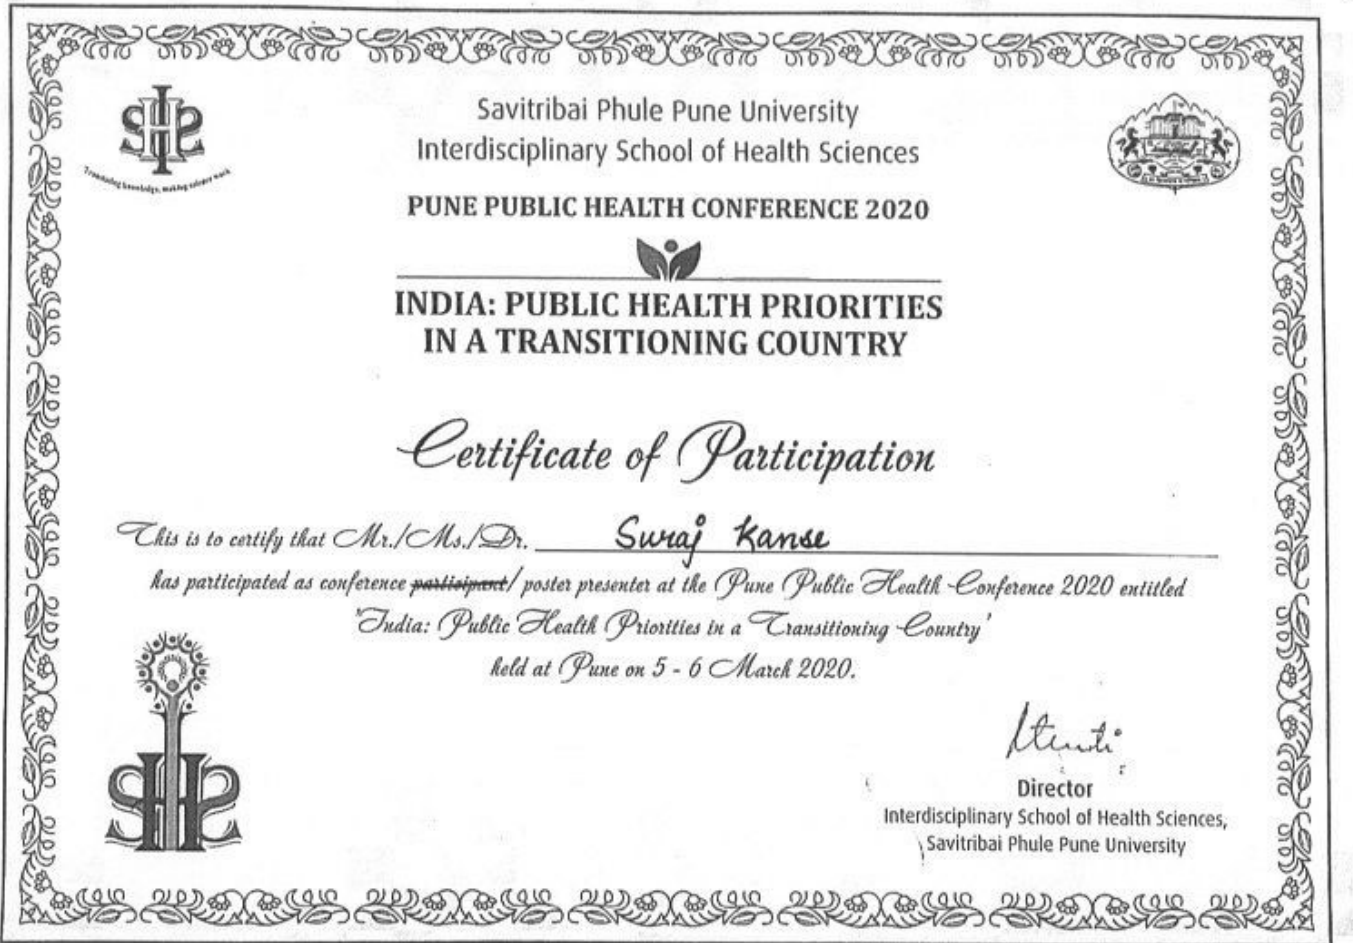 Savitribai Phule Pune University
Interdisciplinary School of Health Sciences
PUNE PUBLIC HEALTH CONFERENCE 2020
INDIA: PUBLIC HEALTH PRIORITIES
IN A TRANSITIONING COUNTRY
Certificate of Participation
This is to certify that Mr./Ms./Dr. Suraj Kanse
has participated as conference participant/ poster presenter at the Pune Public Health Conference 2020 entitled
'India: Public Health Priorities in a Transitioning Country'
held at Pune on 5 - 6 March 2020.
Director
Interdisciplinary School of Health Sciences,
Savitribai Phule Pune University